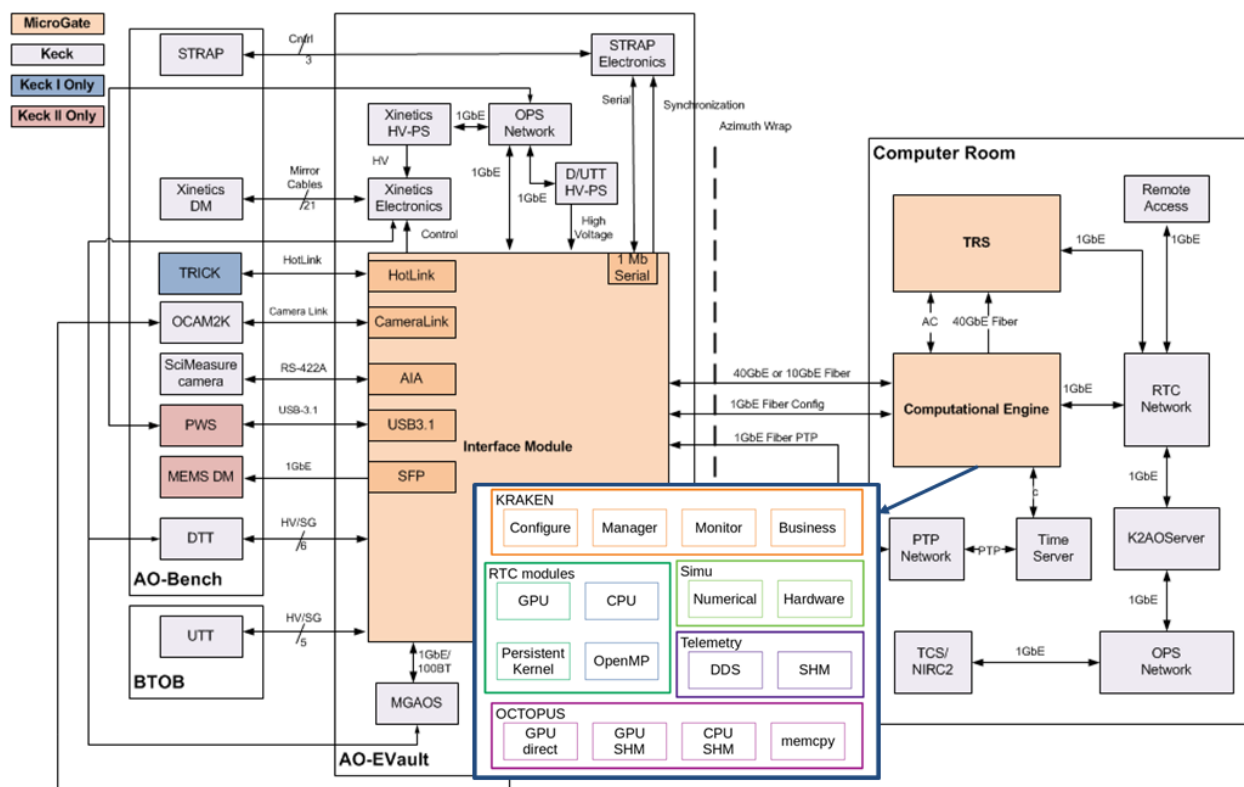 MicroGate
Keck
Keck I Only
Keck II Only
STRAP
Cntrl
3
STRAP
Electronics
Serial
Synchronization
Azimuth Wrap
Xinetics
HV-PS
1GbE
OPS
Network
HV
1GbE
1GbE
D/UTT
HV-PS
Xinetics
DM
Mirror
Cables
21
Xinetics
Electronics
Control
High
Voltage
TRICK
HotLink
HotLink
1 Mb
Serial
OCAM2K
Camera Link
CameraLink
SciMeasure
camera
RS-422A
AIA
PWS
USB-3.1
USB3.1
Interface Module
MEMS DM
1GbE
SFP
DTT
HV/SG
6
AO-Bench
UTT
HV/SG
5
BTOB
1GbE/
100BT
MGAOS
AO-EVault
40GbE or 10GbE Fiber
1GbE Fiber Config
1GbE Fiber PTP
Computer Room
TRS
Remote
Access
1GbE
1GbE
AC
40GbE Fiber
Computational Engine
1GbE
RTC
Network
1GbE
C
PTP
Network
PTP
Time
Server
K2AOServer
1GbE
TCS/
NIRC2
1GbE
OPS
Network
KRAKEN
Configure
Manager
Monitor
Business
RTC modules
GPU
CPU
Persistent
Kernel
OpenMP
Simu
Numerical
Hardware
Telemetry
DDS
SHM
OCTOPUS
GPU
direct
GPU
SHM
CPU
SHM
memcpy